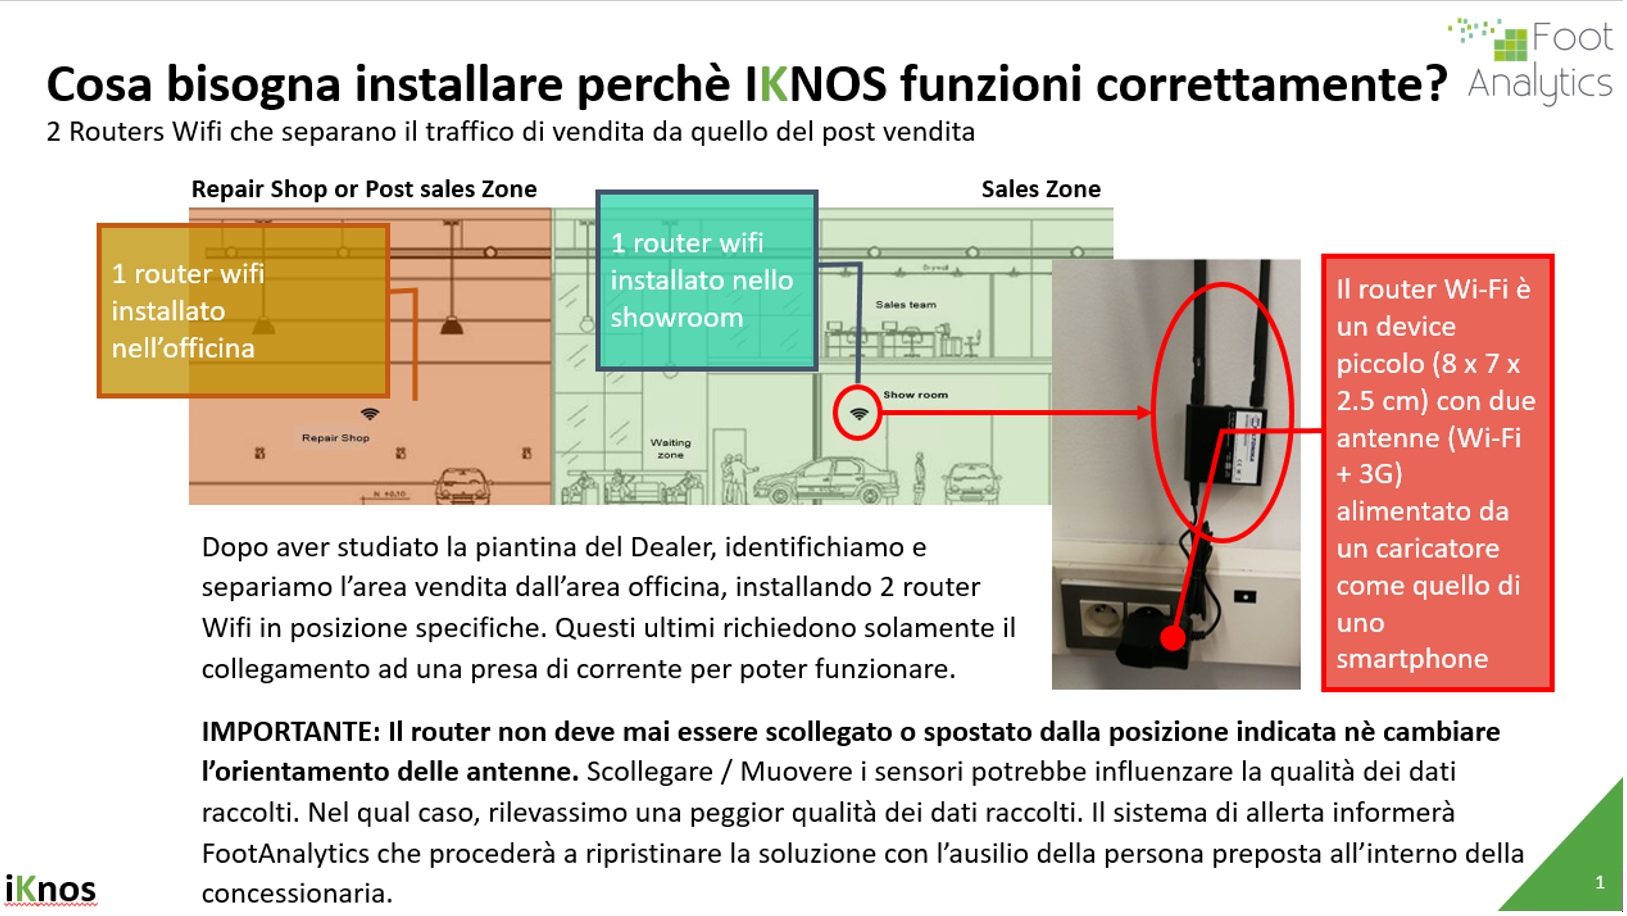 Foot
Analytics
Cosa bisogna installare perchè IKNOS funzioni correttamente?
2 Routers Wifi che separano il traffico di vendita da quello del post vendita
Repair Shop or Post sales Zone
Sales Zone
1 router wifi
installato
nell’officina
1 router wifi
installato nello
showroom
Sales team
Show room
Repair Shop
Waiting
zone
Il router Wi-Fi è
un device
piccolo (8 x 7 x
2.5 cm) con due
antenne (Wi-Fi
+ 3G)
alimentato da
un caricatore
come quello di
uno
smartphone
Dopo aver studiato la piantina del Dealer, identifichiamo e
separiamo l’area vendita dall’area officina, installando 2 router
Wifi in posizione specifiche. Questi ultimi richiedono solamente il
collegamento ad una presa di corrente per poter funzionare.
IMPORTANTE: Il router non deve mai essere scollegato o spostato dalla posizione indicata nè cambiare
l’orientamento delle antenne. Scollegare / Muovere i sensori potrebbe influenzare la qualità dei dati
raccolti. Nel qual caso, rilevassimo una peggior qualità dei dati raccolti. Il sistema di allerta informerà
FootAnalytics che procederà a ripristinare la soluzione con l’ausilio della persona preposta all’interno della
concessionaria.
iKnos
1